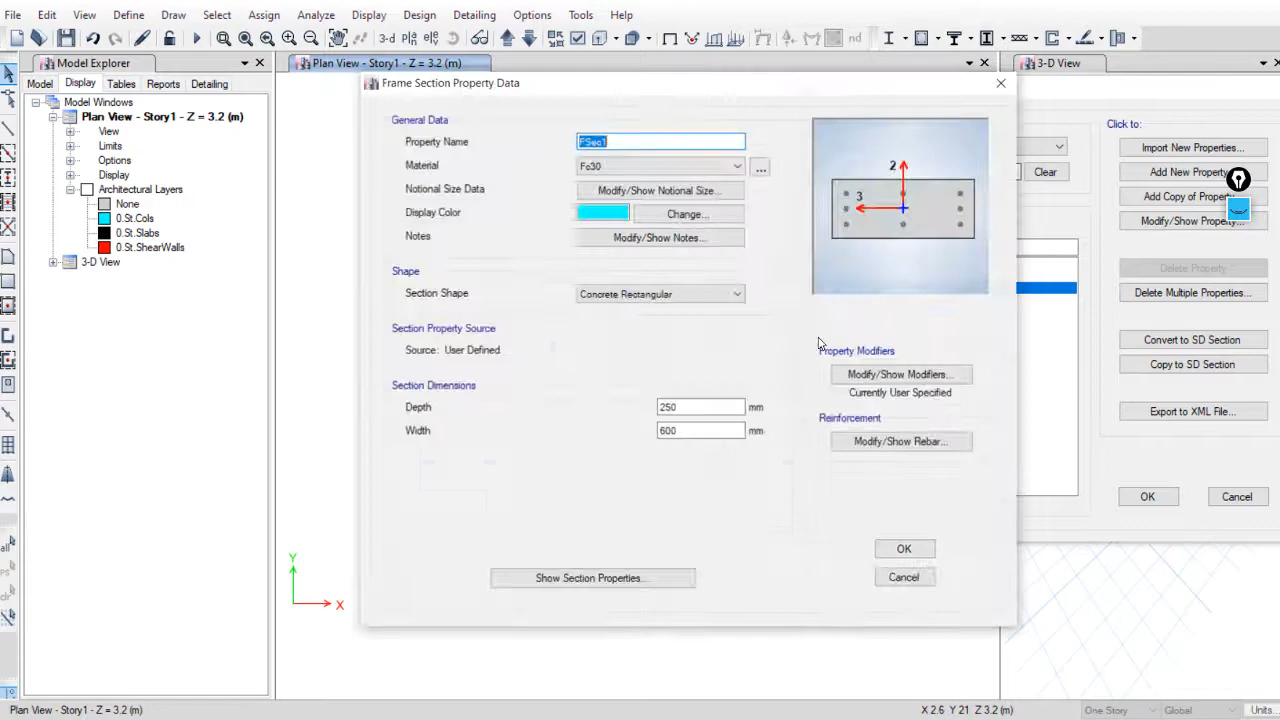 File Edit View Define Draw Select Assign Analyze Display Design Detailing Options Tools Help
3-d nd
Model Explorer
Plan View - Story1 - Z = 3.2 (m)
3-D View
Model Display Tables Reports Detailing
Model Windows
Plan View - Story1 - Z = 3.2 (m)
View
Limits
Options
Display
Architectural Layers
None
0.St.Cols
0.St.Slabs
0.St.ShearWalls
3-D View
Frame Section Property Data
General Data
Property Name FSec1
Material Fc30 ...
Notional Size Data Modify/Show Notional Size...
Display Color Change...
Notes Modify/Show Notes...
Shape
Section Shape Concrete Rectangular
Section Property Source
Source: User Defined
Section Dimensions
Depth 250 mm
Width 600 mm
Show Section Properties...
2
3
Property Modifiers
Modify/Show Modifiers...
Currently User Specified
Reinforcement
Modify/Show Rebar...
OK
Cancel
Click to:
Import New Properties...
Clear
Add New Property
Add Copy of Property
Modify/Show Property...
Delete Property
Delete Multiple Properties...
Convert to SD Section
Copy to SD Section
Export to XML File...
OK Cancel
Y
X
all
Plan View - Story1 - Z = 3.2 (m) X 2.6 Y 21 Z 3.2 (m) One Story Global Units...